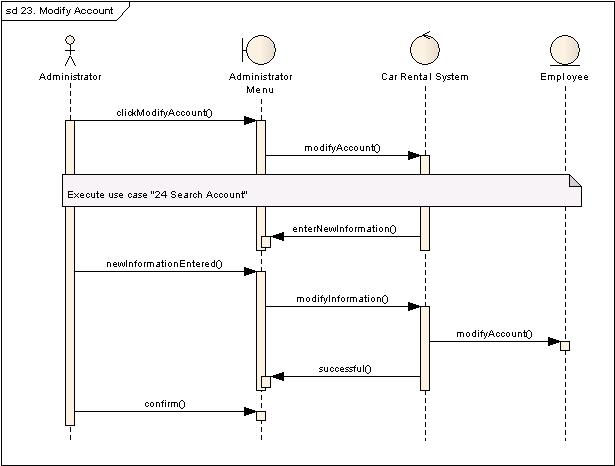 sd 23. Modify Account
Administrator
Administrator
Menu
Car Rental System
Employee
clickModifyAccount()
modifyAccount()
Execute use case "24 Search Account"
enterNewInformation()
newInformationEntered()
modifyInformation()
modifyAccount()
successful()
confirm()